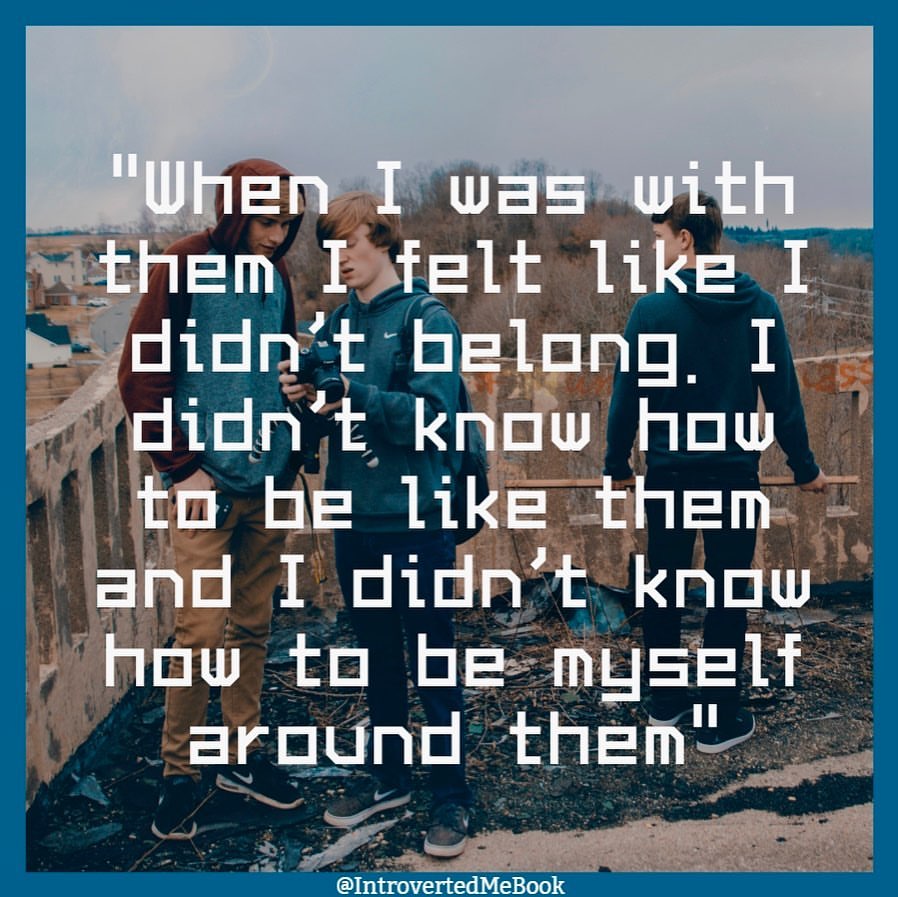 "When I was with
them I felt like I
didn't belong. I
didn't know how
to be like them
and I didn't know
how to be myself
around them"
@IntrovertedMeBook